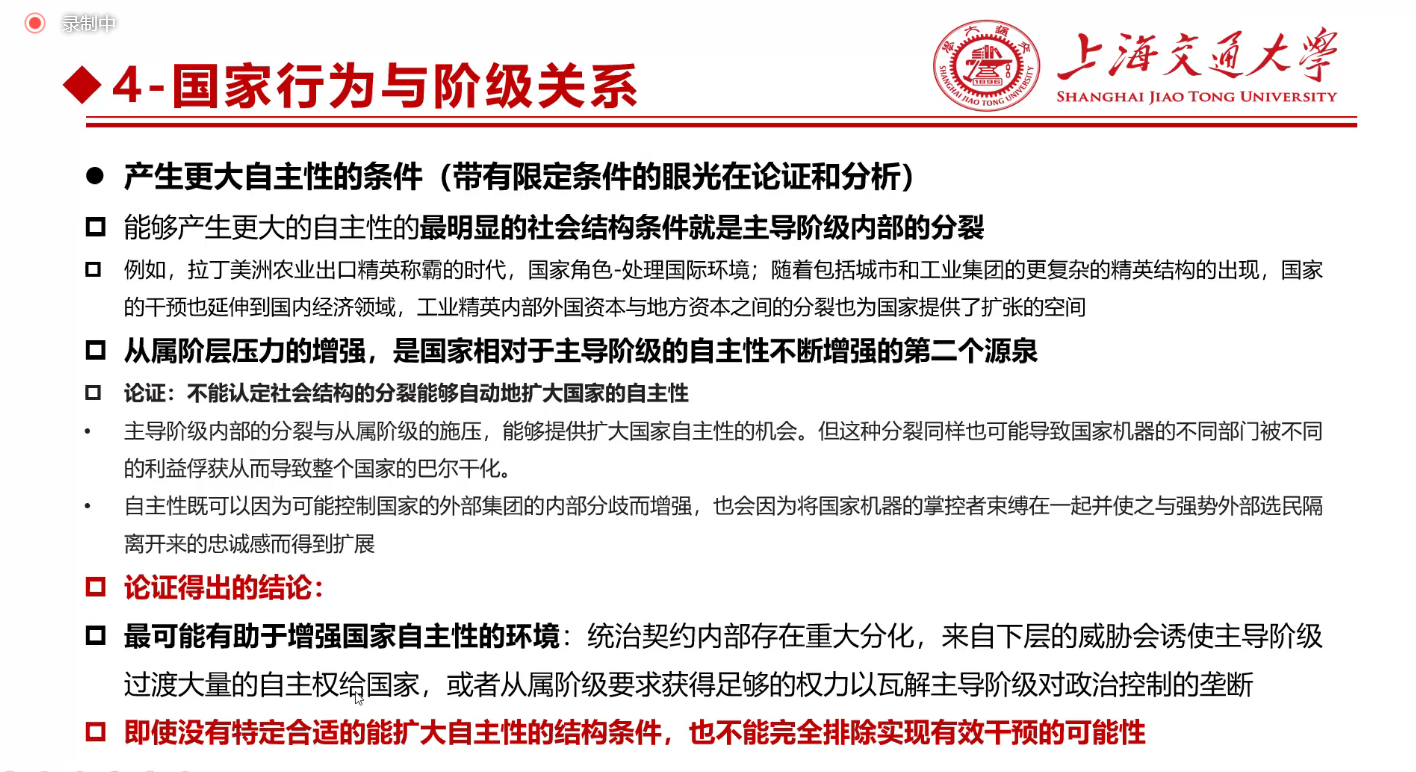 录制中
4-国家行为与阶级关系
上海交通大学
SHANGHAI JIAO TONG UNIVERSITY
SHANGHAI JIAO TONG UNIVERSITY
1896
产生更大自主性的条件（带有限定条件的眼光在论证和分析）
能够产生更大的自主性的最明显的社会结构条件就是主导阶级内部的分裂
例如，拉丁美洲农业出口精英称霸的时代，国家角色-处理国际环境；随着包括城市和工业集团的更复杂的精英结构的出现，国家
的干预也延伸到国内经济领域，工业精英内部外国资本与地方资本之间的分裂也为国家提供了扩张的空间
从属阶层压力的增强，是国家相对于主导阶级的自主性不断增强的第二个源泉
论证：不能认定社会结构的分裂能够自动地扩大国家的自主性
• 主导阶级内部的分裂与从属阶级的施压，能够提供扩大国家自主性的机会。但这种分裂同样也可能导致国家机器的不同部门被不同
的利益俘获从而导致整个国家的巴尔干化。
• 自主性既可以因为可能控制国家的外部集团的内部分歧而增强，也会因为将国家机器的掌控者束缚在一起并使之与强势外部选民隔
离开来的忠诚感而得到扩展
论证得出的结论：
最可能有助于增强国家自主性的环境：统治契约内部存在重大分化，来自下层的威胁会诱使主导阶级
过渡大量的自主权给国家，或者从属阶级要求获得足够的权力以瓦解主导阶级对政治控制的垄断
即使没有特定合适的能扩大自主性的结构条件，也不能完全排除实现有效干预的可能性